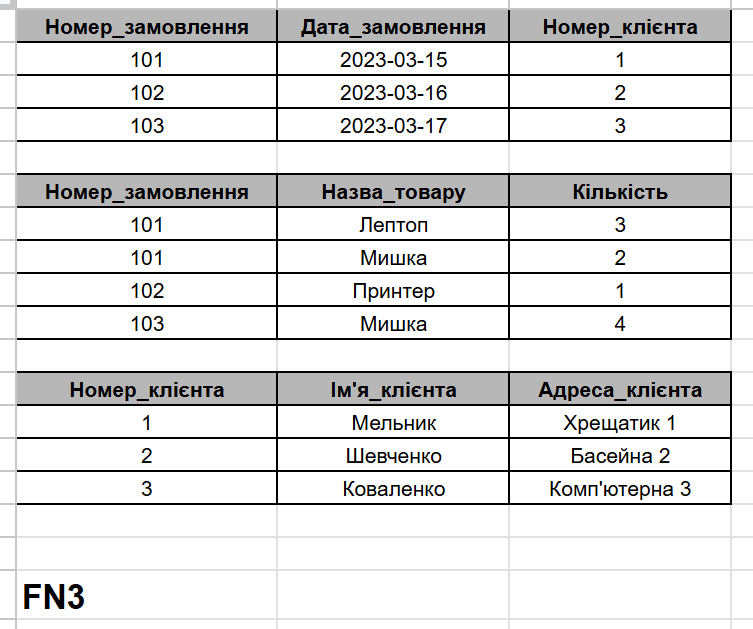 Номер_замовлення Дата_замовлення Номер_клієнта
101 2023-03-15 1
102 2023-03-16 2
103 2023-03-17 3
Номер_замовлення Назва_товару Кількість
101 Лептоп 3
101 Мишка 2
102 Принтер 1
103 Мишка 4
Номер_клієнта Ім'я_клієнта Адреса_клієнта
1 Мельник Хрещатик 1
2 Шевченко Басейна 2
3 Коваленко Комп'ютерна 3
FN3